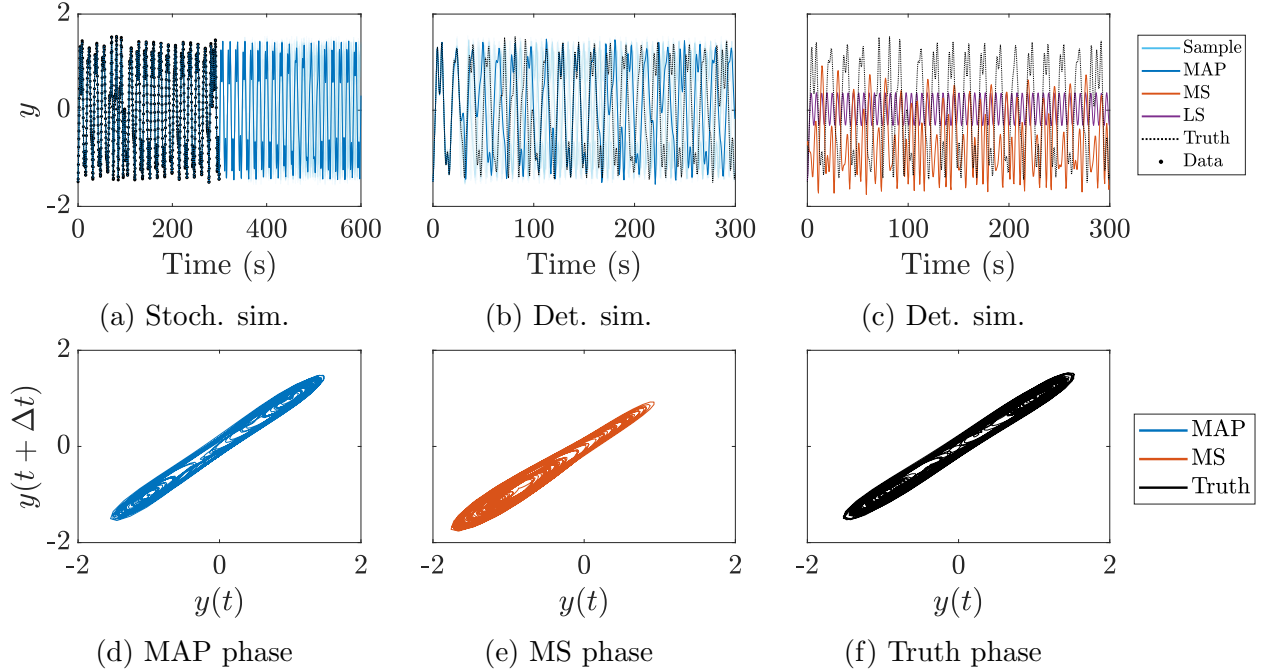 2
0
-2
y
0
200
400
600
Time (s)
(a) Stoch. sim.
0
100
200
300
Time (s)
(b) Det. sim.
0
100
200
300
Time (s)
(c) Det. sim.
Sample
MAP
MS
LS
Truth
Data
2
0
-2
y(t + Δt)
-2
0
2
y(t)
(d) MAP phase
-2
0
2
y(t)
(e) MS phase
-2
0
2
y(t)
(f) Truth phase
MAP
MS
Truth